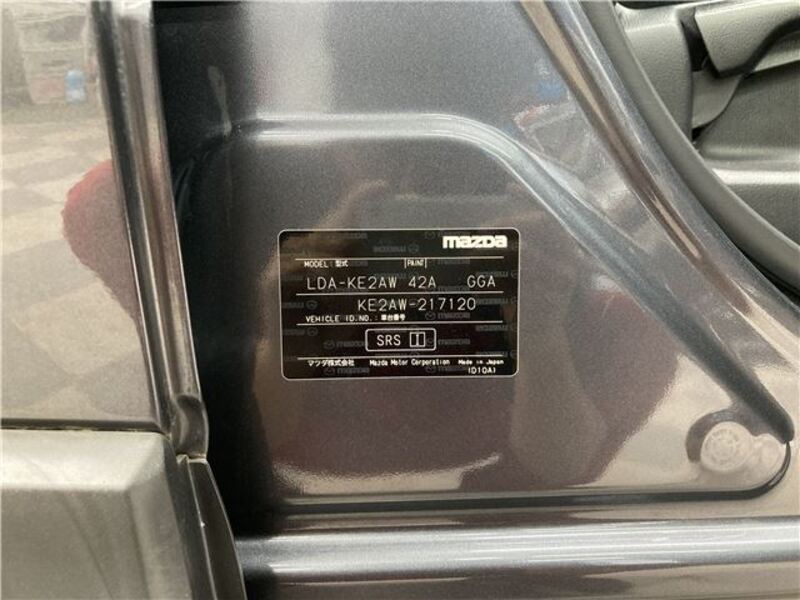 mazda
MODEL:型式 PAINT
LDA-KE2AW 42A GGA
KE2AW-217120
VEHICLE ID.NO.:車台番号
SRS
マツダ株式会社 Mazda Motor Corporation Made in Japan
(D10A)